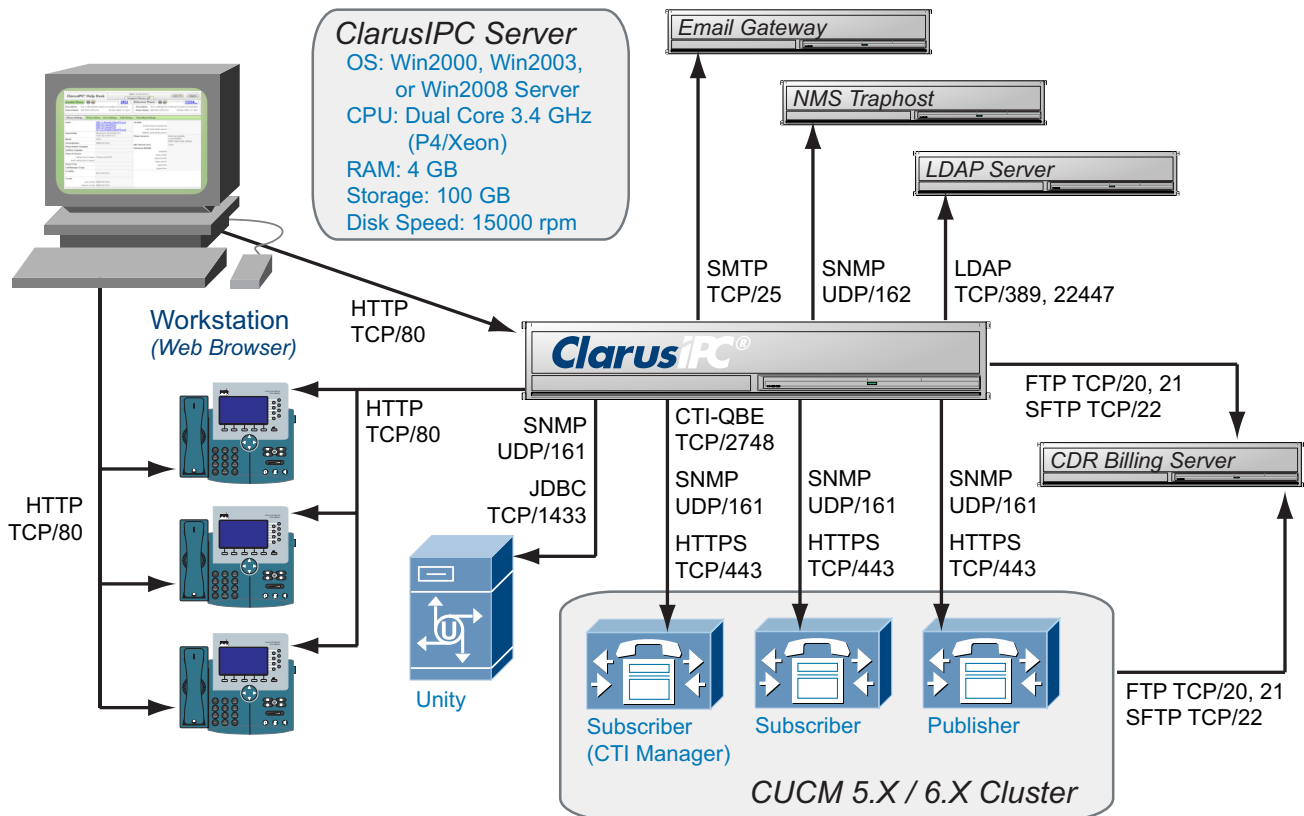 ClarusIPC Server
OS: Win2000, Win2003,
or Win2008 Server
CPU: Dual Core 3.4 GHz
(P4/Xeon)
RAM: 4 GB
Storage: 100 GB
Disk Speed: 15000 rpm
Email Gateway
NMS Traphost
LDAP Server
SMTP
TCP/25
SNMP
UDP/162
LDAP
TCP/389, 22447
HTTP
TCP/80
Workstation
(Web Browser)
ClarusIPC®
FTP TCP/20, 21
SFTP TCP/22
CDR Billing Server
HTTP
TCP/80
SNMP
UDP/161
JDBC
TCP/1433
CTI-QBE
TCP/2748
SNMP
UDP/161
HTTPS
TCP/443
SNMP
UDP/161
HTTPS
TCP/443
SNMP
UDP/161
HTTPS
TCP/443
HTTP
TCP/80
U
Unity
Subscriber
(CTI Manager)
Subscriber
Publisher
FTP TCP/20, 21
SFTP TCP/22
CUCM 5.X / 6.X Cluster